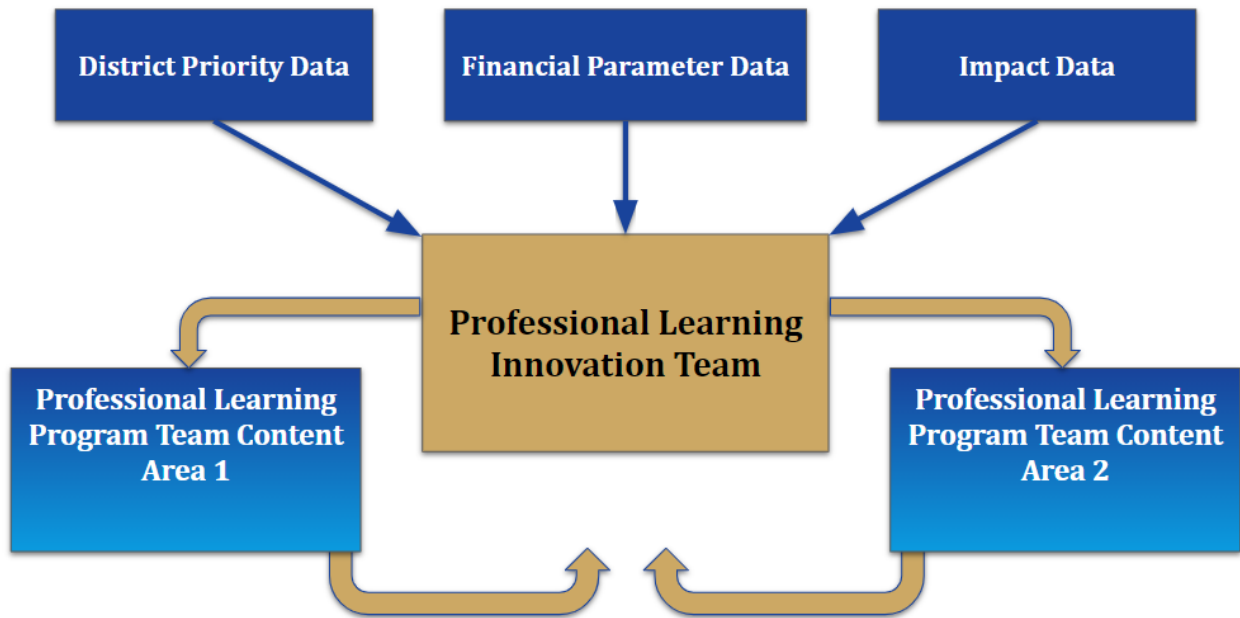 District Priority Data
Financial Parameter Data
Impact Data
Professional Learning
Innovation Team
Professional Learning
Program Team Content
Area 1
Professional Learning
Program Team Content
Area 2